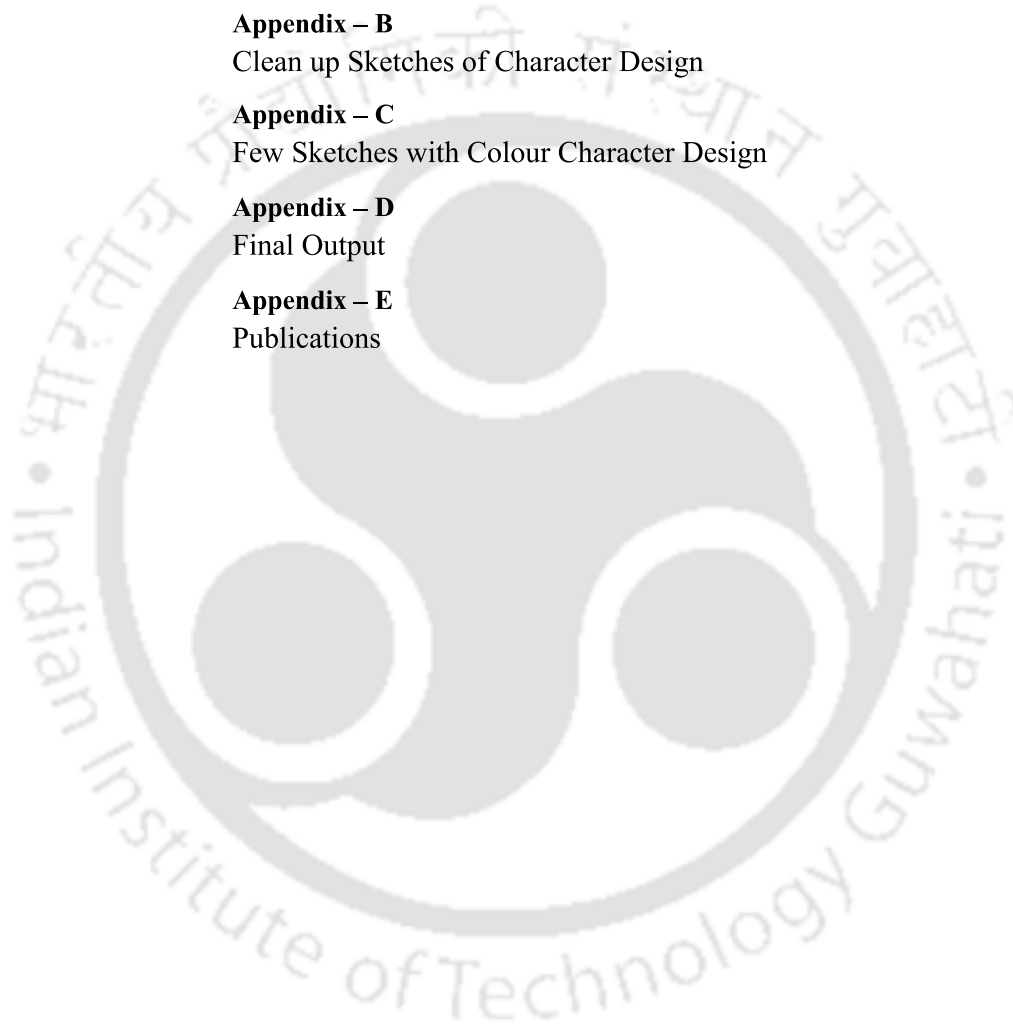 Appendix – B
Clean up Sketches of Character Design
Appendix – C
Few Sketches with Colour Character Design
Appendix – D
Final Output
Appendix – E
Publications
भारतीय प्रौद्योगिकी संस्थान गुवाहाटी
Indian Institute of Technology Guwahati